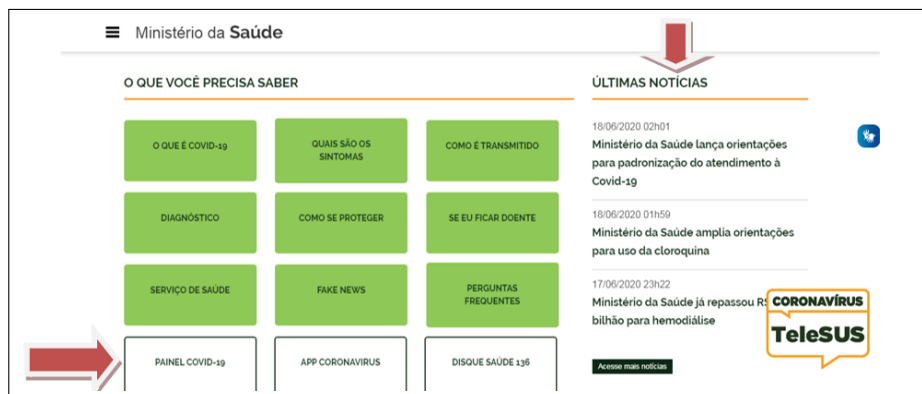 Ministério da Saúde
O QUE VOCÊ PRECISA SABER
O QUE É COVID-19
QUAIS SÃO OS
SINTOMAS
COMO É TRANSMITIDO
DIAGNÓSTICO
COMO SE PROTEGER
SE EU FICAR DOENTE
SERVIÇO DE SAÚDE
FAKE NEWS
PERGUNTAS
FREQUENTES
PAINEL COVID-19
APP CORONAVIRUS
DISQUE SAÚDE 136
ÚLTIMAS NOTÍCIAS
18/06/2020 02h01
Ministério da Saúde lança orientações
para padronização do atendimento à
Covid-19
18/06/2020 01h59
Ministério da Saúde amplia orientações
para uso da cloroquina
17/06/2020 23h22
Ministério da Saúde já repassou
bilhão para hemodiálise
Acesse mais notícias
CORONAVÍRUS
TeleSUS